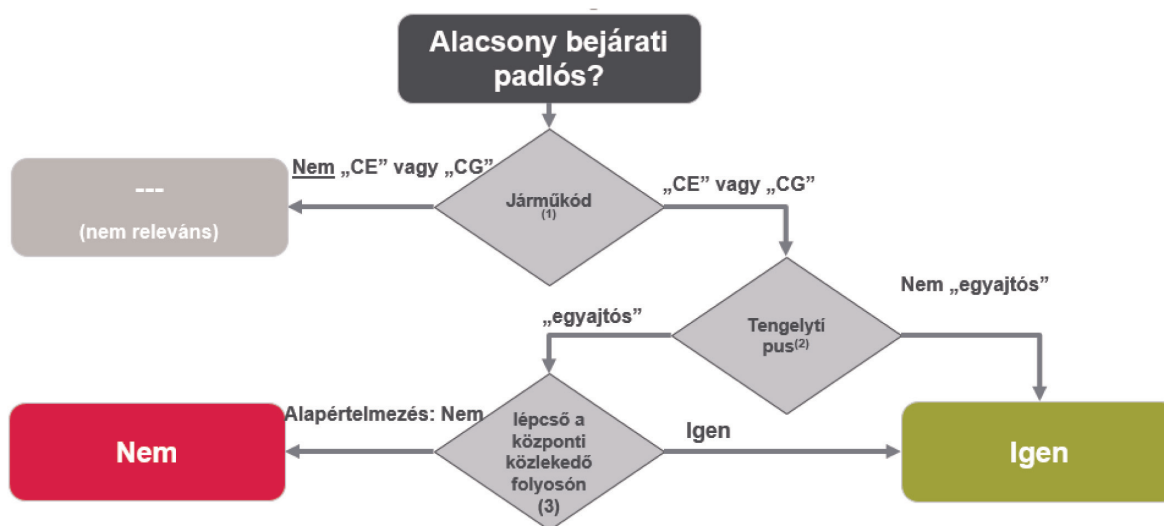 Alacsony bejárati
padlós?
Nem „CE” vagy „CG”
„CE” vagy „CG”
---
(nem releváns)
Járműkód
(1)
Nem „egyajtós”
„egyajtós”
Tengelytí
pus(2)
Alapértelmezés: Nem
Nem
lépcső a
központi
közlekedő
folyosón
(3)
Igen
Igen